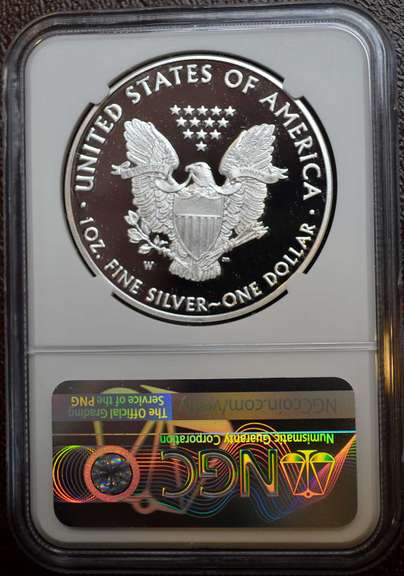 UNITED STATES OF AMERICA
1 OZ. FINE SILVER~ONE DOLLAR
W
The Official Grading
Service of the PNG
NGCcoin.com/verify
Numismatic Guaranty Corporation
NGC